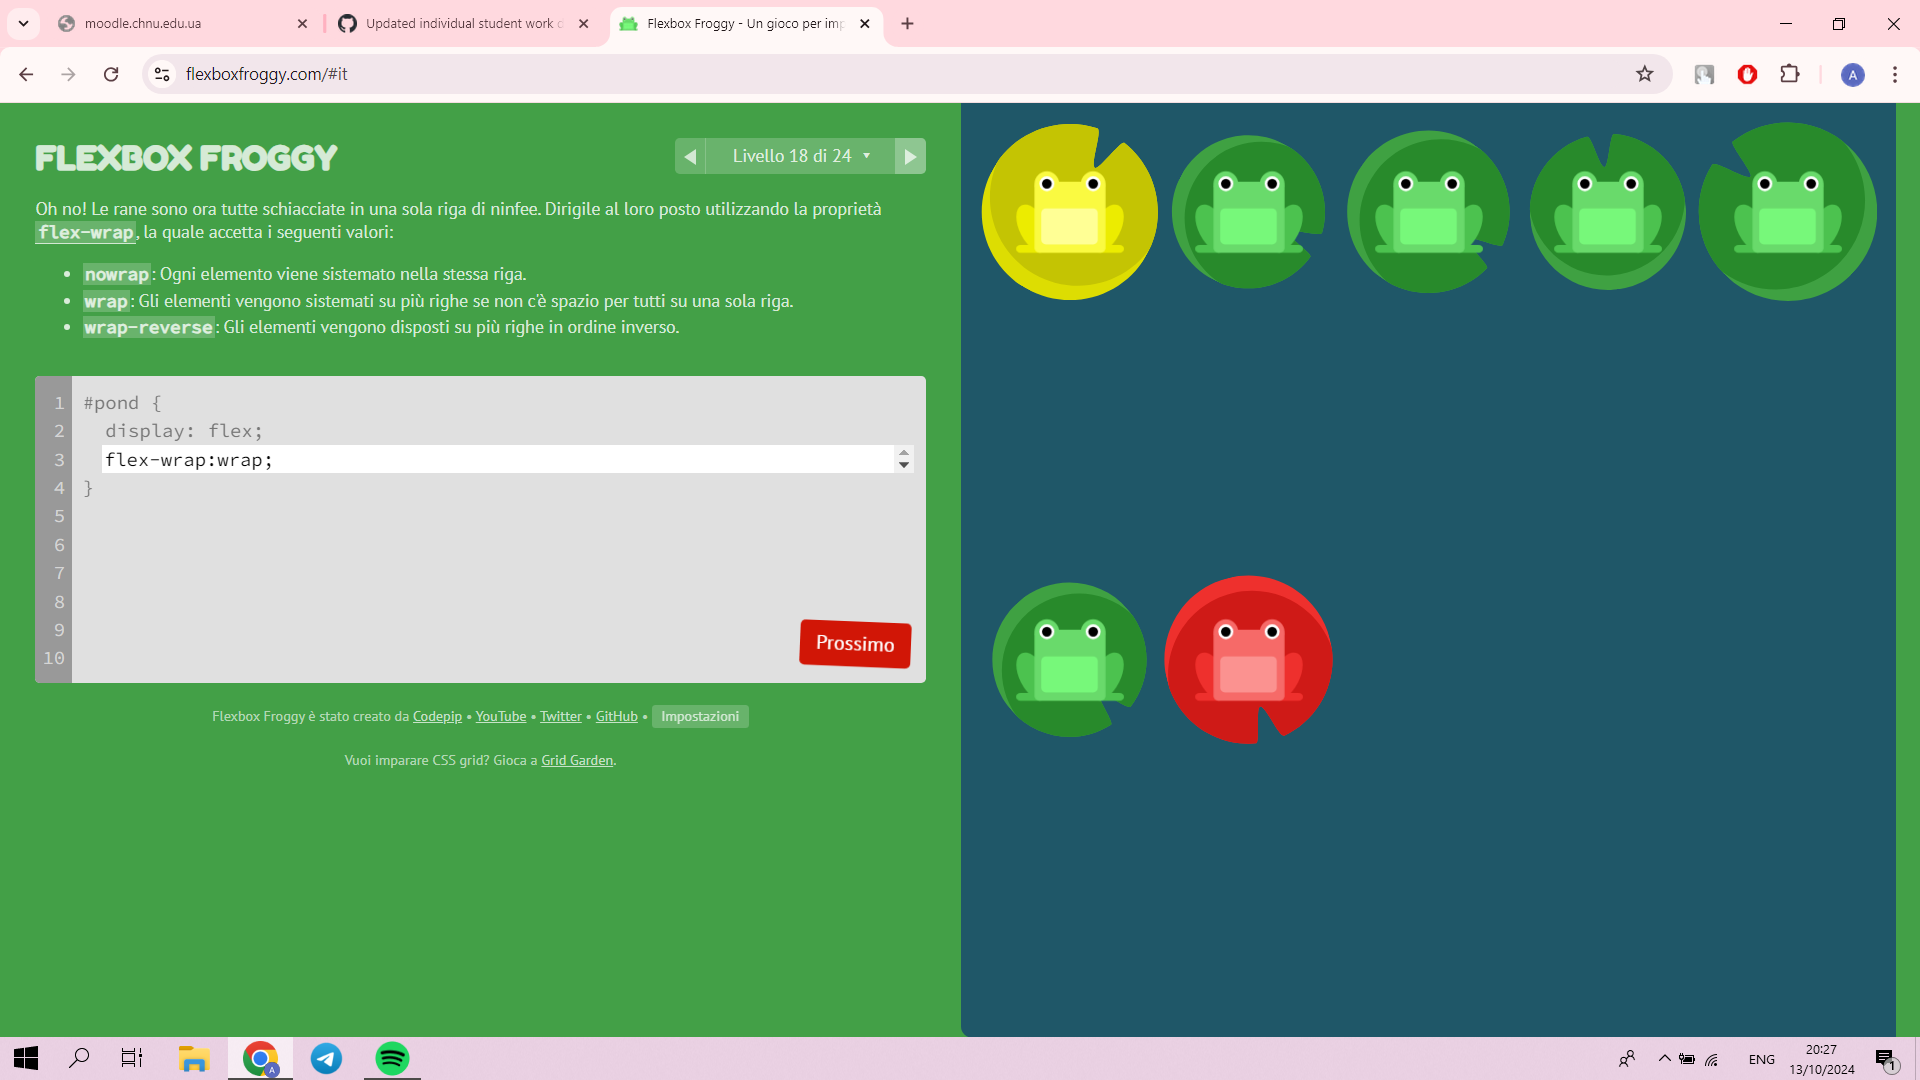 moodle.chnu.edu.ua
Updated individual student work d
Flexbox Froggy - Un gioco per imp
flexboxfroggy.com/#it
A
FLEXBOX FROGGY
Livello 18 di 24
Oh no! Le rane sono ora tutte schiacciate in una sola riga di ninfee. Dirigile al loro posto utilizzando la proprietà
flex-wrap, la quale accetta i seguenti valori:
• nowrap: Ogni elemento viene sistemato nella stessa riga.
• wrap: Gli elementi vengono sistemati su più righe se non c'è spazio per tutti su una sola riga.
• wrap-reverse: Gli elementi vengono disposti su più righe in ordine inverso.
1 #pond {
2 display: flex;
3 flex-wrap:wrap;
4 }
5
6
7
8
9
10
Prossimo
Flexbox Froggy è stato creato da Codepip • YouTube • Twitter • GitHub • Impostazioni
Vuoi imparare CSS grid? Gioca a Grid Garden.
A
ENG
20:27
13/10/2024
1